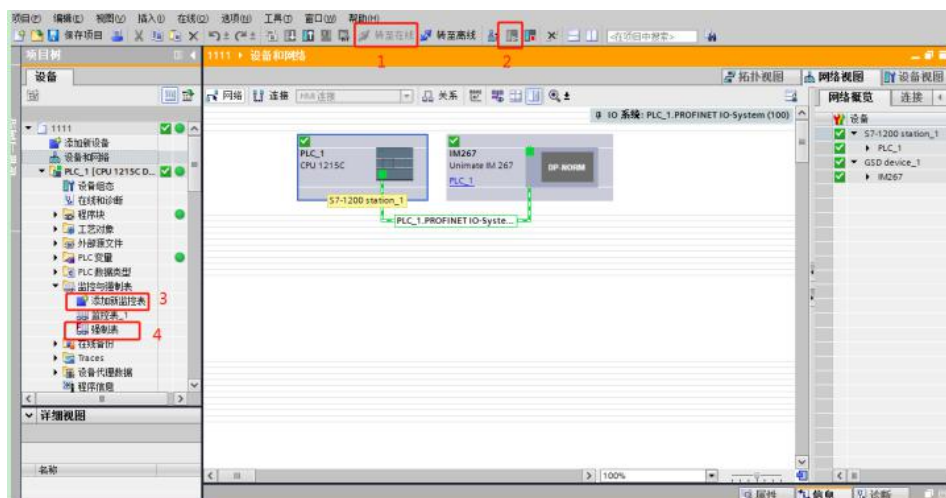 项目(P) 编辑(E) 视图(V) 插入(I) 在线(O) 选项(N) 工具(T) 窗口(W) 帮助(H)
保存项目 转至在线 转至离线 <在项目中搜索>
1 2
项目树
1111 ▸ 设备和网络
设备
拓扑视图 网络视图 设备视图
网络 连接 HMI 连接 关系
网络概览 连接
IO 系统: PLC_1.PROFINET IO-System (100)
设备
S7-1200 station_1
PLC_1
GSD device_1
IM267
1111
添加新设备
设备和网络
PLC_1 [CPU 1215C D...
设备组态
在线和诊断
程序块
工艺对象
外部源文件
PLC 变量
PLC 数据类型
监控与强制表
添加新监控表 3
监控表_1
强制表 4
在线备份
Traces
设备代理数据
程序信息
PLC_1
CPU 1215C
IM267
Unimate IM 267
PLC_1
DP-NORM
S7-1200 station_1
PLC_1.PROFINET IO-Syste...
详细视图
名称
100%
属性 信息 诊断